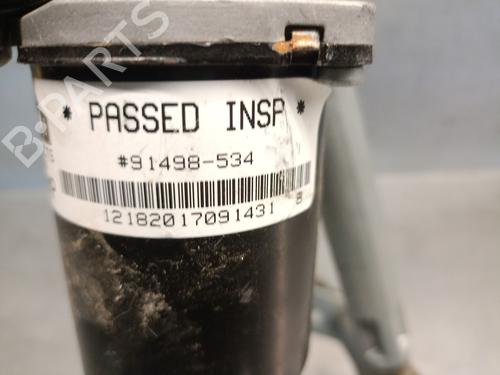 * PASSED INSP *
#91498-534
12182017091431 B
B-PARTS